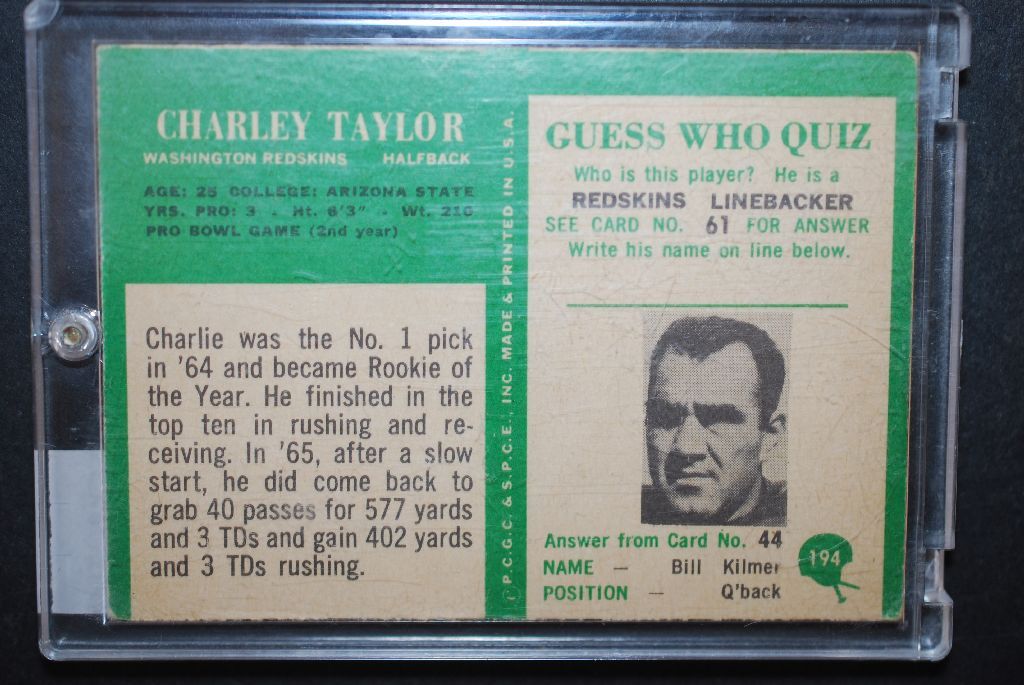 CHARLEY TAYLOR
WASHINGTON REDSKINS HALFBACK
AGE: 25 COLLEGE: ARIZONA STATE
YRS. PRO: 3 - Ht. 6'3" - Wt. 210
PRO BOWL GAME (2nd year)
Charlie was the No. 1 pick
in '64 and became Rookie of
the Year. He finished in the
top ten in rushing and re-
ceiving. In '65, after a slow
start, he did come back to
grab 40 passes for 577 yards
and 3 TDs and gain 402 yards
and 3 TDs rushing.
© P.C.G.C. & S.P.C.E., INC. MADE & PRINTED IN U.S.A.
GUESS WHO QUIZ
Who is this player? He is a
REDSKINS LINEBACKER
SEE CARD NO. 61 FOR ANSWER
Write his name on line below.
Answer from Card No. 44
NAME — Bill Kilmer
POSITION — Q'back
194